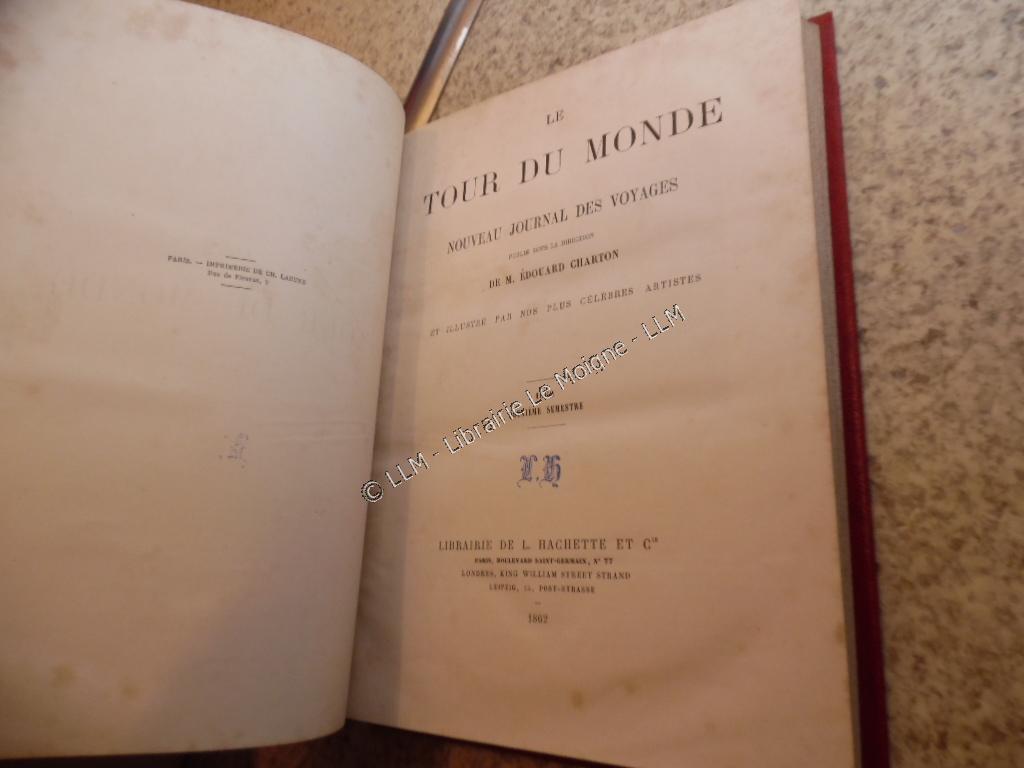 PARIS. — IMPRIMERIE DE CH. LAHURE
Rue de Fleurus, 9
LE
TOUR DU MONDE
NOUVEAU JOURNAL DES VOYAGES
PUBLIÉ SOUS LA DIRECTION
DE M. ÉDOUARD CHARTON
ET ILLUSTRÉ PAR NOS PLUS CÉLÈBRES ARTISTES
SEMESTRE
L. H
LIBRAIRIE DE L. HACHETTE ET Cie
PARIS, BOULEVARD SAINT-GERMAIN, N° 77
LONDRES, KING WILLIAM STREET STRAND
LEIPZIG, 15, POST-STRASSE
1862
© LLM - Librairie Le Moigne - LLM